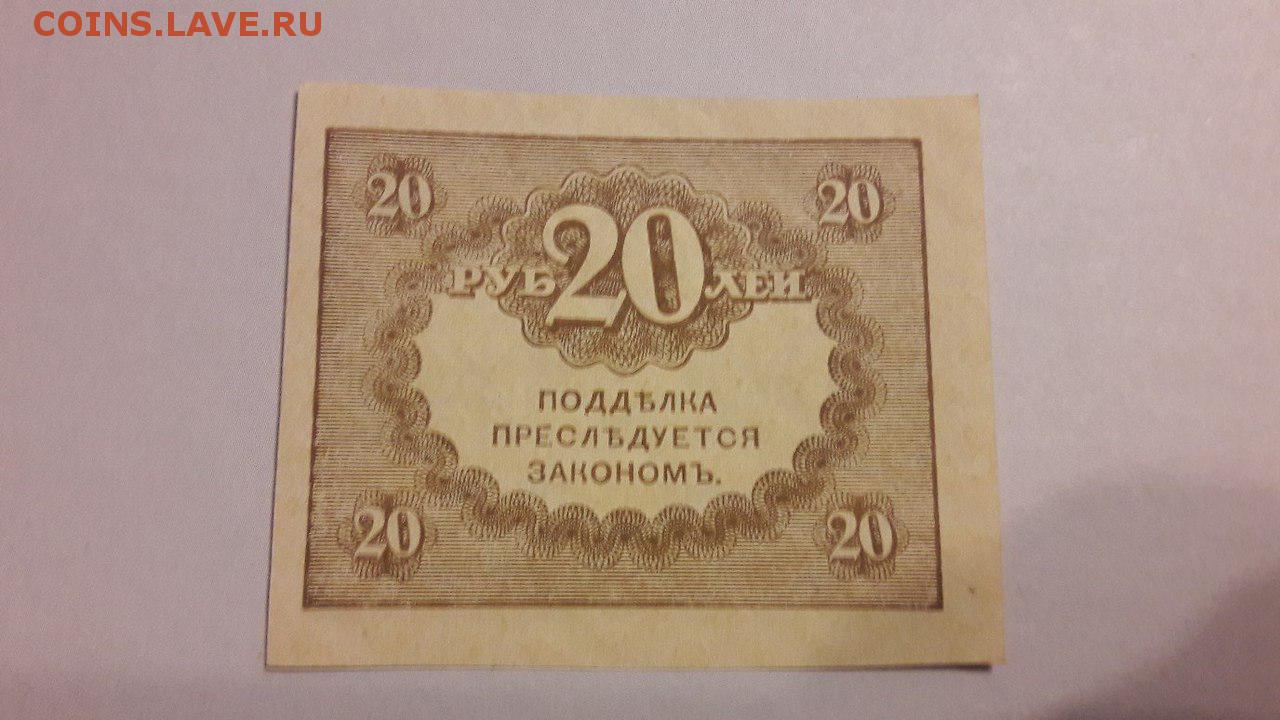 COINS.LAVE.RU
20 20
РУБ 20 ЛЕЙ.
ПОДДѢЛКА
ПРЕСЛѢДУЕТСЯ
ЗАКОНОМЪ.
20 20